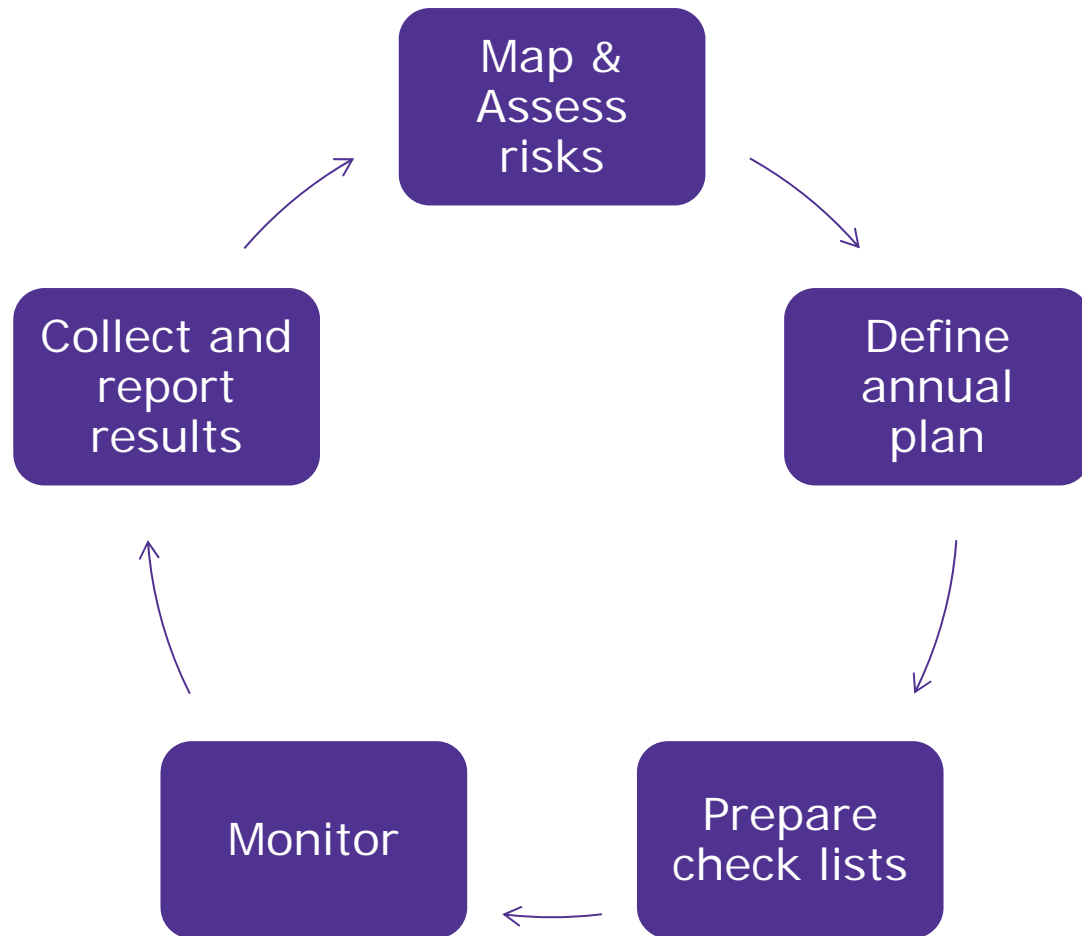 Map &
Assess
risks
Define
annual
plan
Prepare
check lists
Monitor
Collect and
report
results